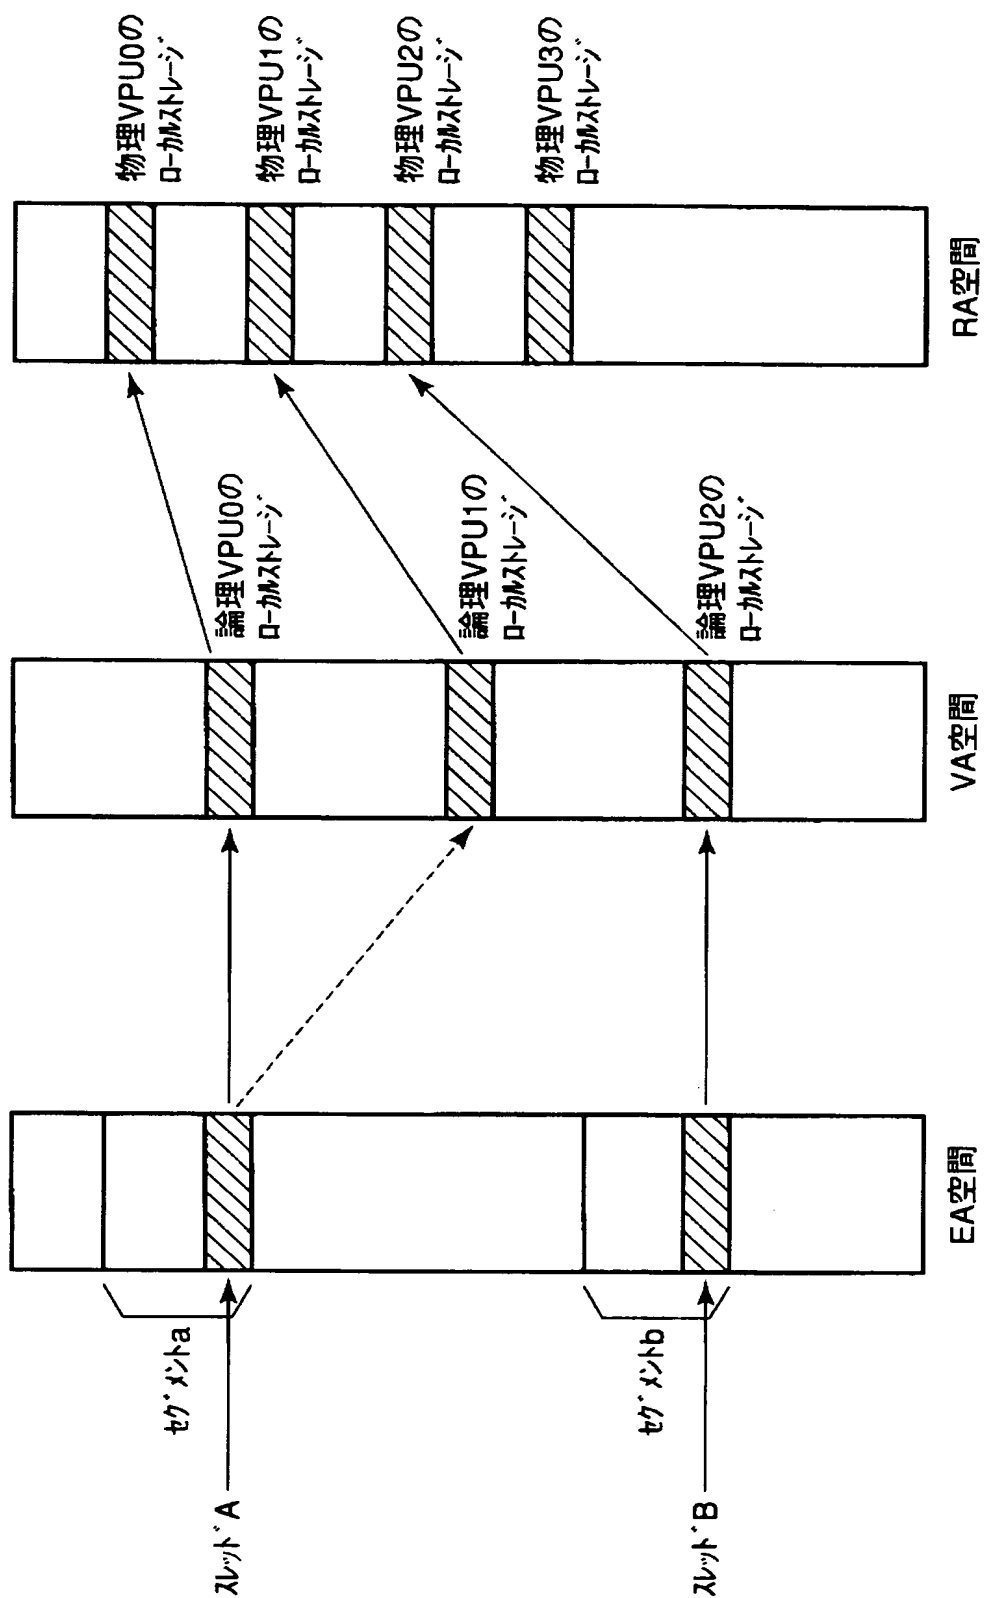 スレッドA
スレッドB
セグメントa
セグメントb
EA空間
論理VPU0の
ローカルストレージ
論理VPU1の
ローカルストレージ
論理VPU2の
ローカルストレージ
VA空間
物理VPU0の
ローカルストレージ
物理VPU1の
ローカルストレージ
物理VPU2の
ローカルストレージ
物理VPU3の
ローカルストレージ
RA空間